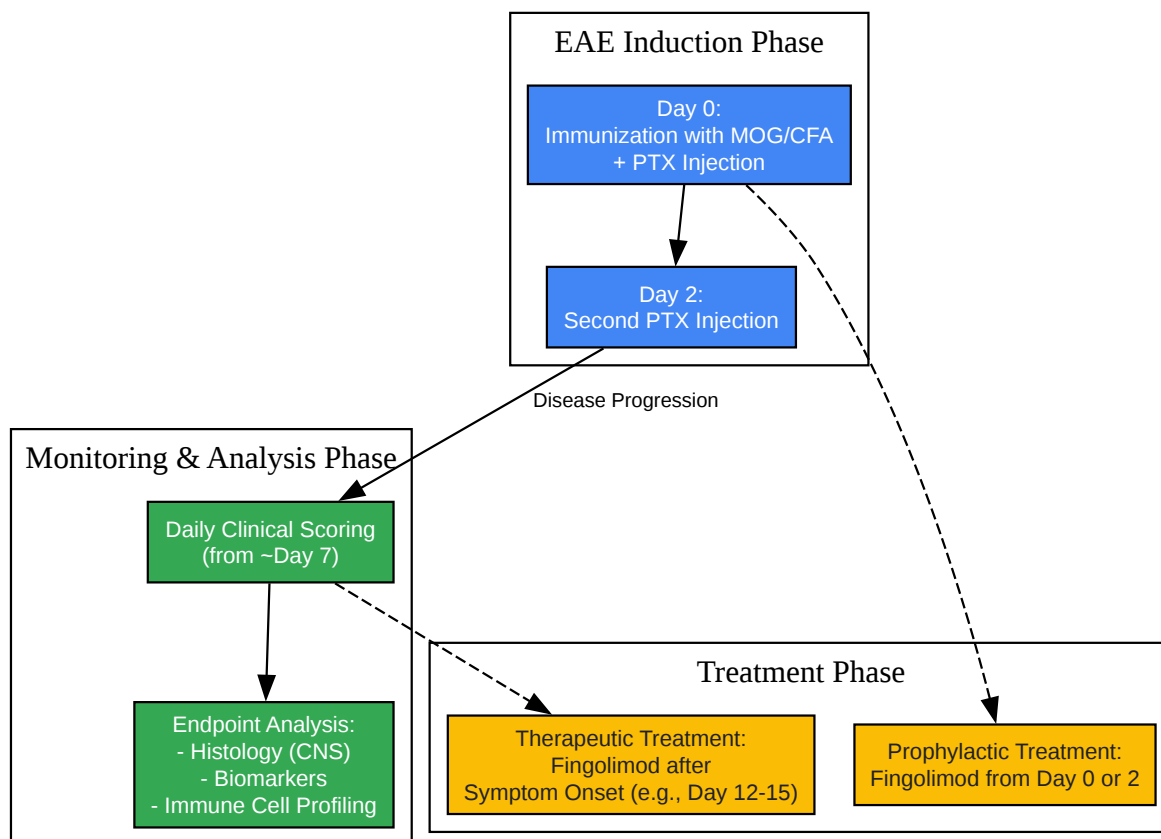 EAE Induction Phase
Day 0:
Immunization with MOG/CFA
+ PTX Injection
Day 2:
Second PTX Injection
Disease Progression
Monitoring & Analysis Phase
Daily Clinical Scoring
(from ~Day 7)
Endpoint Analysis:
- Histology (CNS)
- Biomarkers
- Immune Cell Profiling
Treatment Phase
Therapeutic Treatment:
Fingolimod after
Symptom Onset (e.g., Day 12-15)
Prophylactic Treatment:
Fingolimod from Day 0 or 2